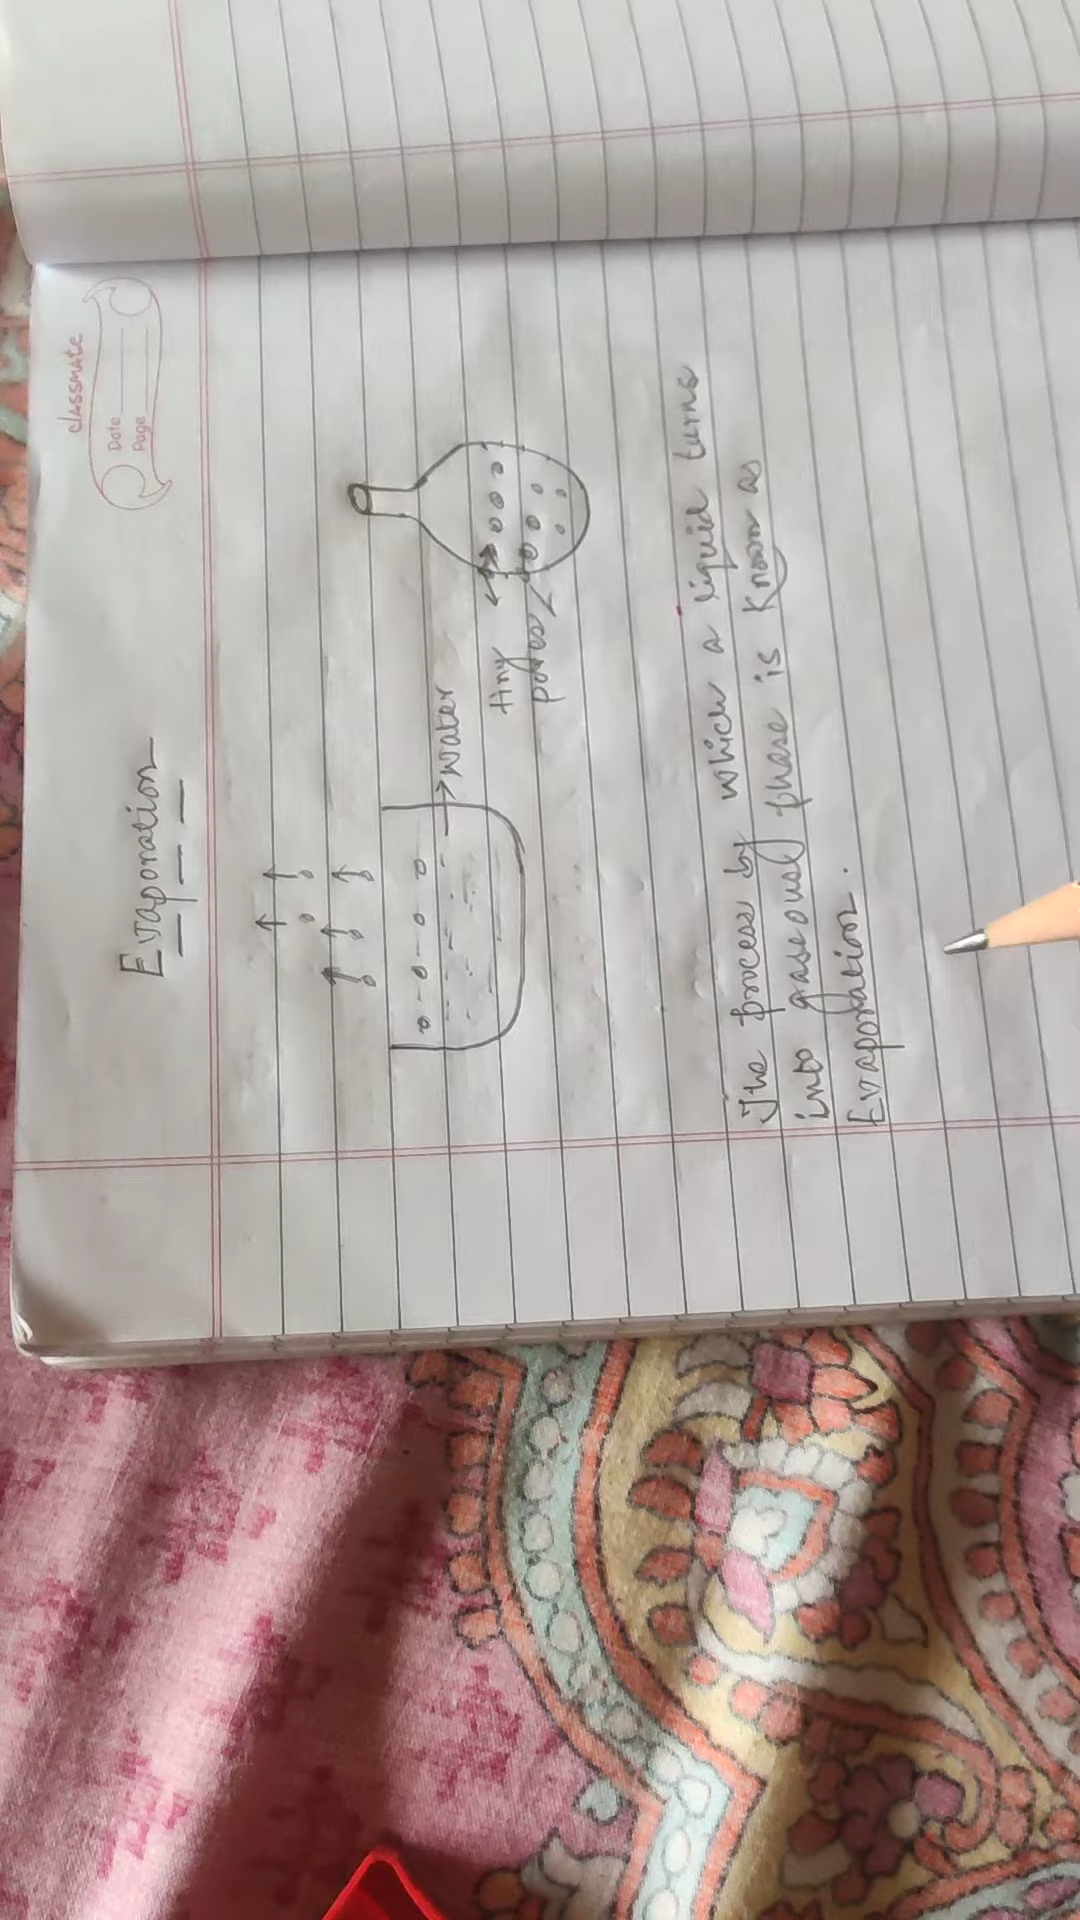 classmate
Date
Page
Evaporation
water
tiny
pores
The process by which a liquid turns
into gaseous phase is Known as
Evaporation.